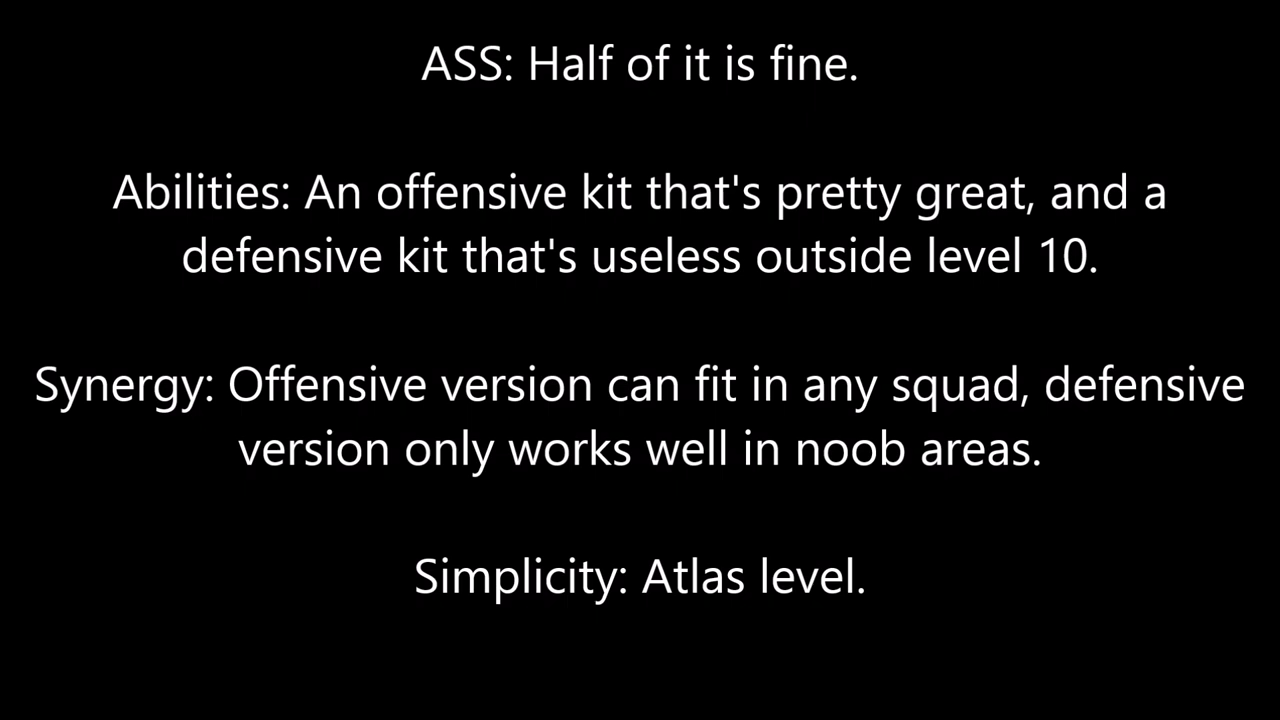 ASS: Half of it is fine.
Abilities: An offensive kit that's pretty great, and a
defensive kit that's useless outside level 10.
Synergy: Offensive version can fit in any squad, defensive
version only works well in noob areas.
Simplicity: Atlas level.